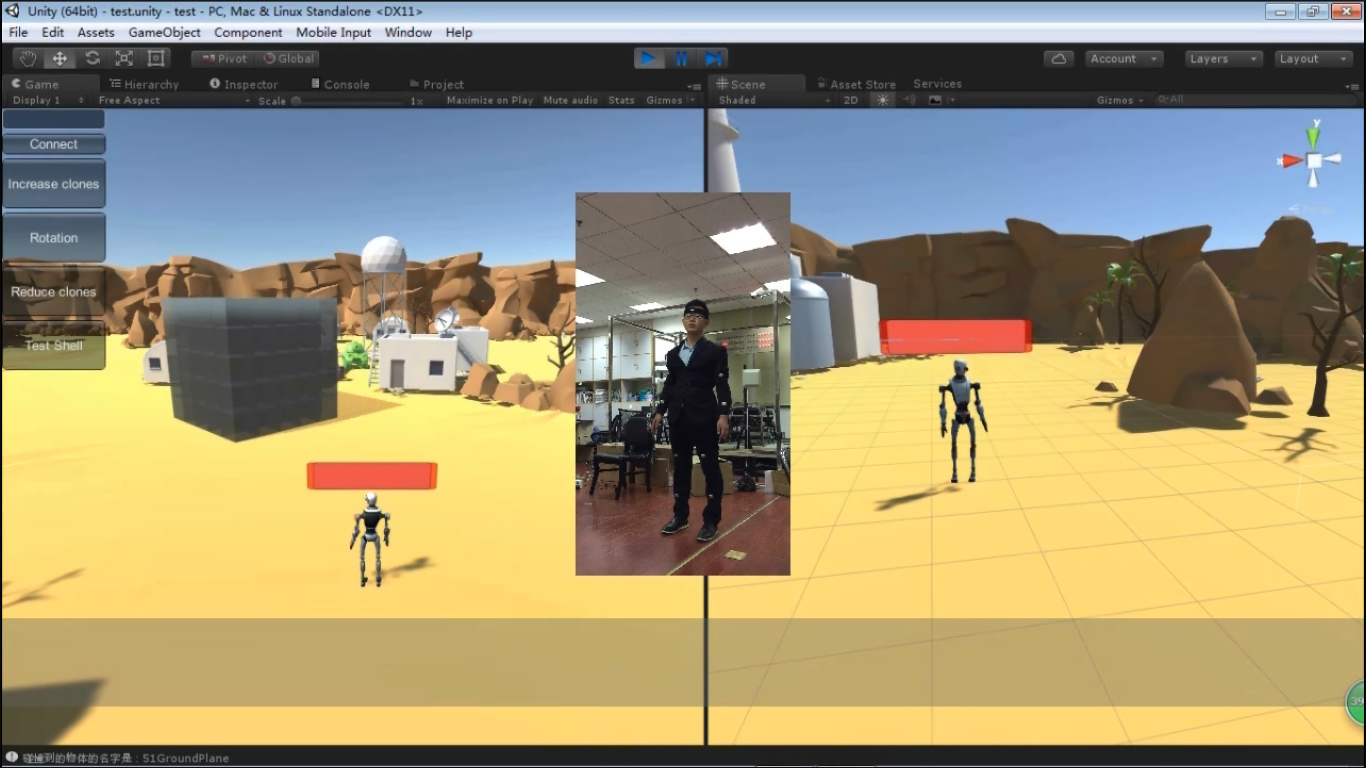 Unity (64bit) - test.unity - test - PC, Mac & Linux Standalone <DX11>
File Edit Assets GameObject Component Mobile Input Window Help
Pivot Global Account Layers Layout
Game Hierarchy Inspector Console Project Scene Asset Store Services
Display 1 Free Aspect Scale 1x Maximize on Play Mute audio Stats Gizmos Shaded 2D Gizmos All
y
x
Connect
Increase clones
Rotation
Persp
Reduce clones
Test Shell
39
碰撞到的物体的名字是：51GroundPlane